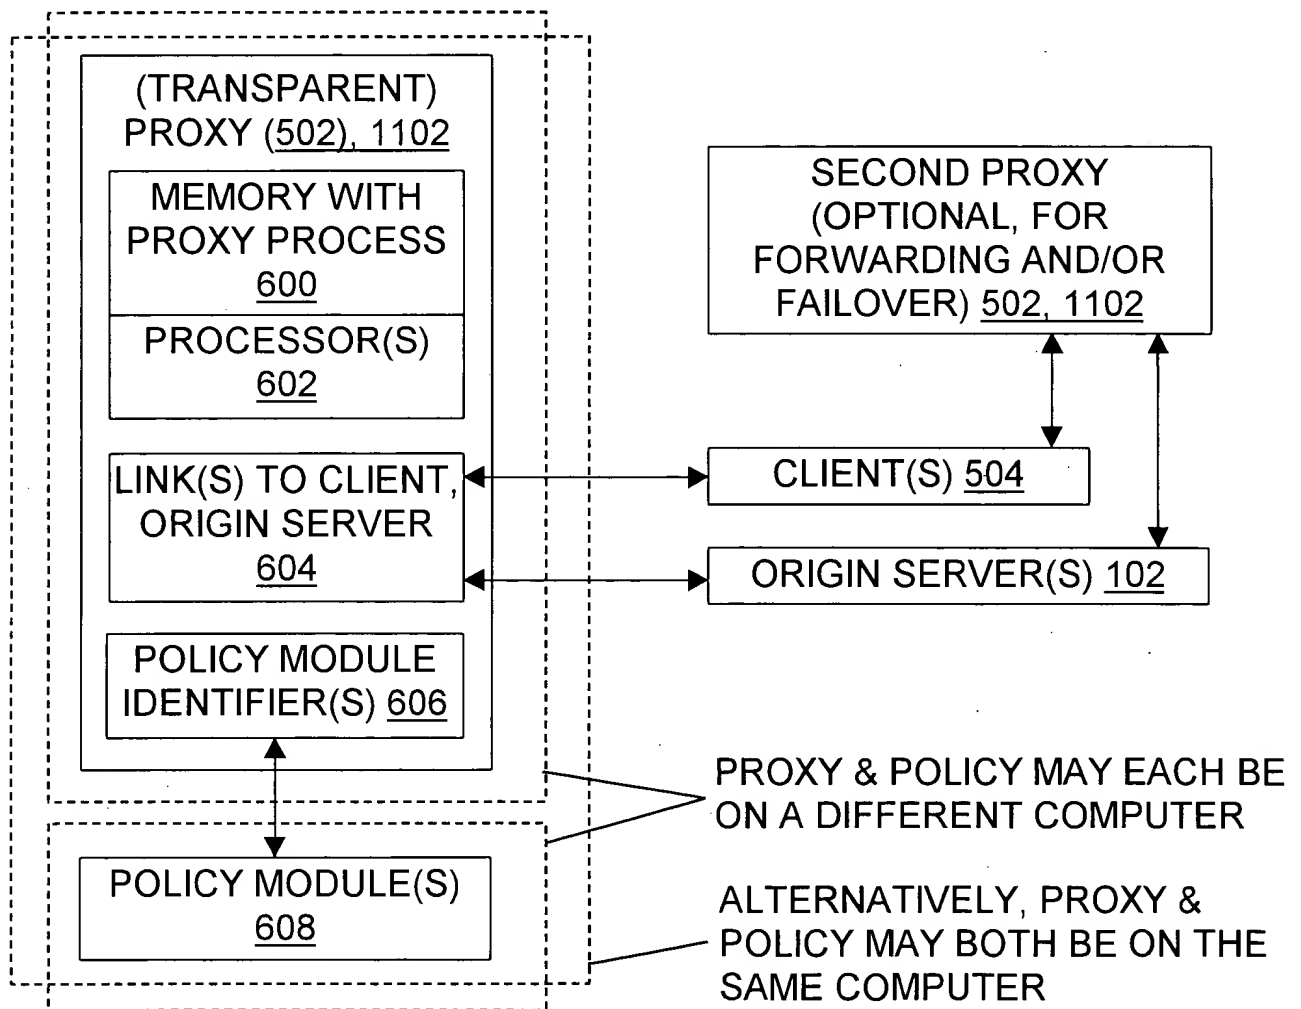 (TRANSPARENT)
PROXY (502), 1102
MEMORY WITH
PROXY PROCESS
600
PROCESSOR(S)
602
LINK(S) TO CLIENT,
ORIGIN SERVER
604
POLICY MODULE
IDENTIFIER(S) 606
POLICY MODULE(S)
608
SECOND PROXY
(OPTIONAL, FOR
FORWARDING AND/OR
FAILOVER) 502, 1102
CLIENT(S) 504
ORIGIN SERVER(S) 102
PROXY & POLICY MAY EACH BE
ON A DIFFERENT COMPUTER
ALTERNATIVELY, PROXY &
POLICY MAY BOTH BE ON THE
SAME COMPUTER